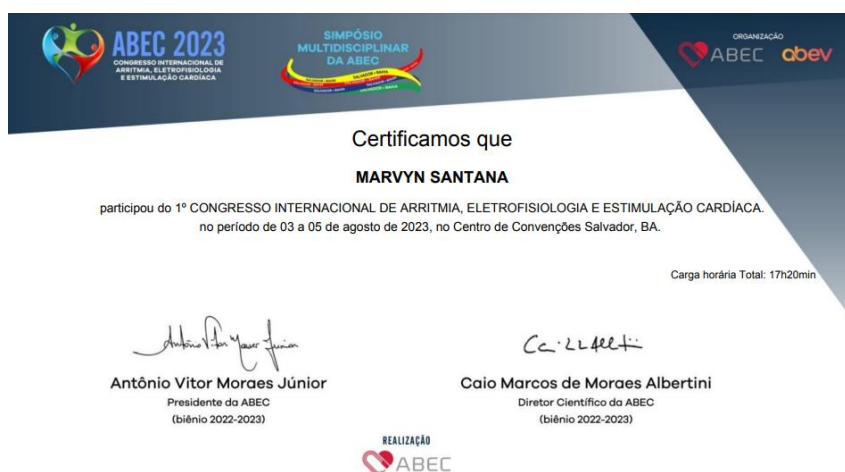 ABEC 2023
CONGRESSO INTERNACIONAL DE
ARRITMIA, ELETROFISIOLOGIA
E ESTIMULAÇÃO CARDÍACA
SIMPÓSIO
MULTIDISCIPLINAR
DA ABEC
SALVADOR • BAHIA
ORGANIZAÇÃO
ABEC abev
Certificamos que
MARVYN SANTANA
participou do 1º CONGRESSO INTERNACIONAL DE ARRITMIA, ELETROFISIOLOGIA E ESTIMULAÇÃO CARDÍACA.
no período de 03 a 05 de agosto de 2023, no Centro de Convenções Salvador, BA.
Carga horária Total: 17h20min
Antônio Vitor Moraes Júnior
Presidente da ABEC
(biênio 2022-2023)
Caio Marcos de Moraes Albertini
Diretor Científico da ABEC
(biênio 2022-2023)
REALIZAÇÃO
ABEC